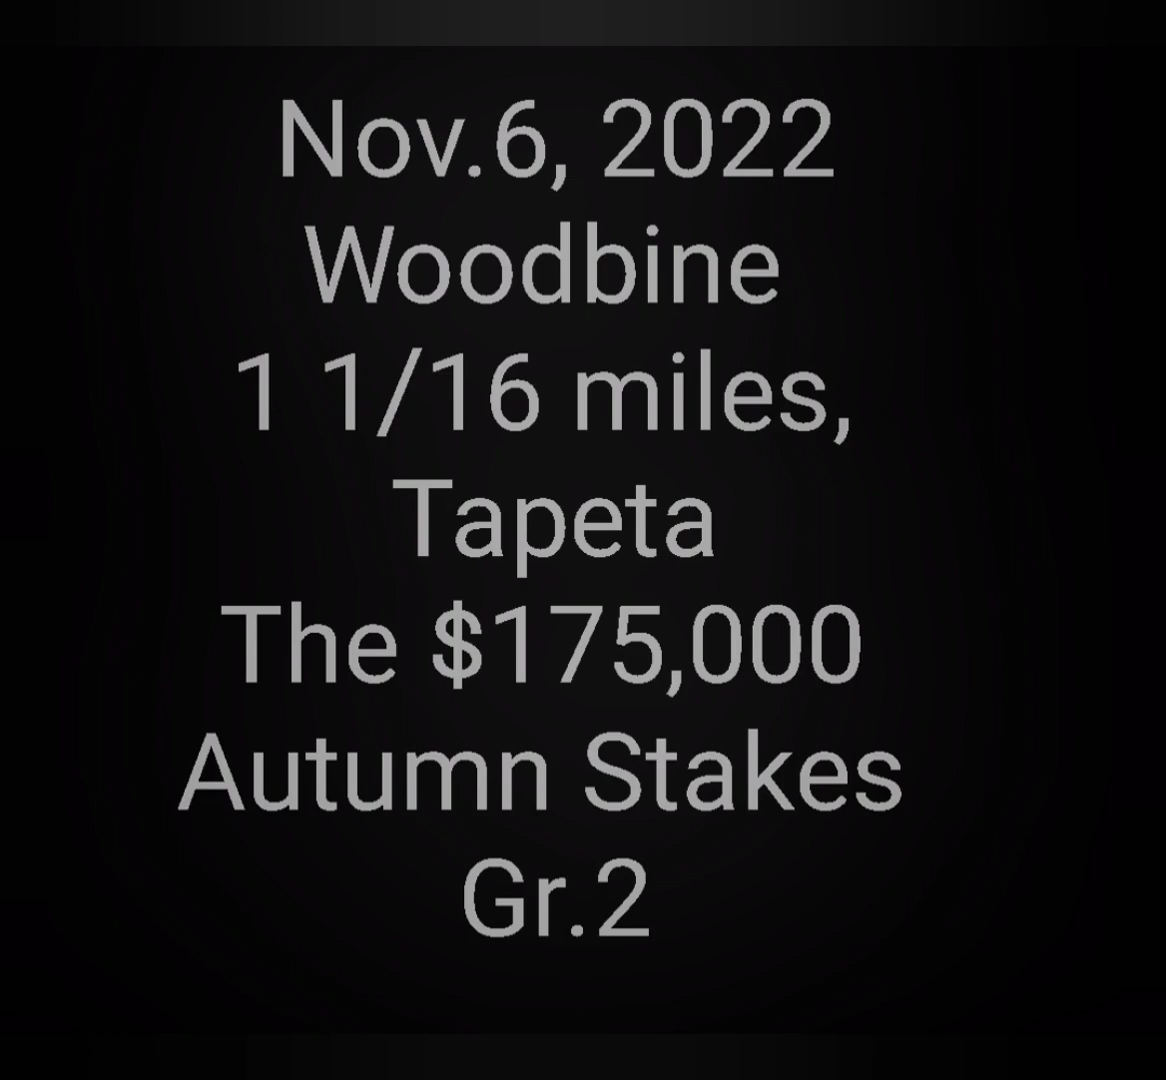 Nov.6, 2022
Woodbine
1 1/16 miles,
Tapeta
The $175,000
Autumn Stakes
Gr.2